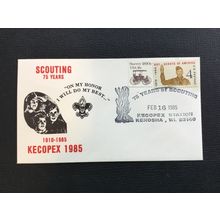 SCOUTING
75 YEARS
"ON MY HONOR
I WILL DO MY BEST..."
1910-1985
KECOPEX 1985
BOY SCOUTS OF AMERICA
4
75 YEARS OF SCOUTING
FEB 16 1985
KECOPEX STATION
KENOSHA, WI 53140